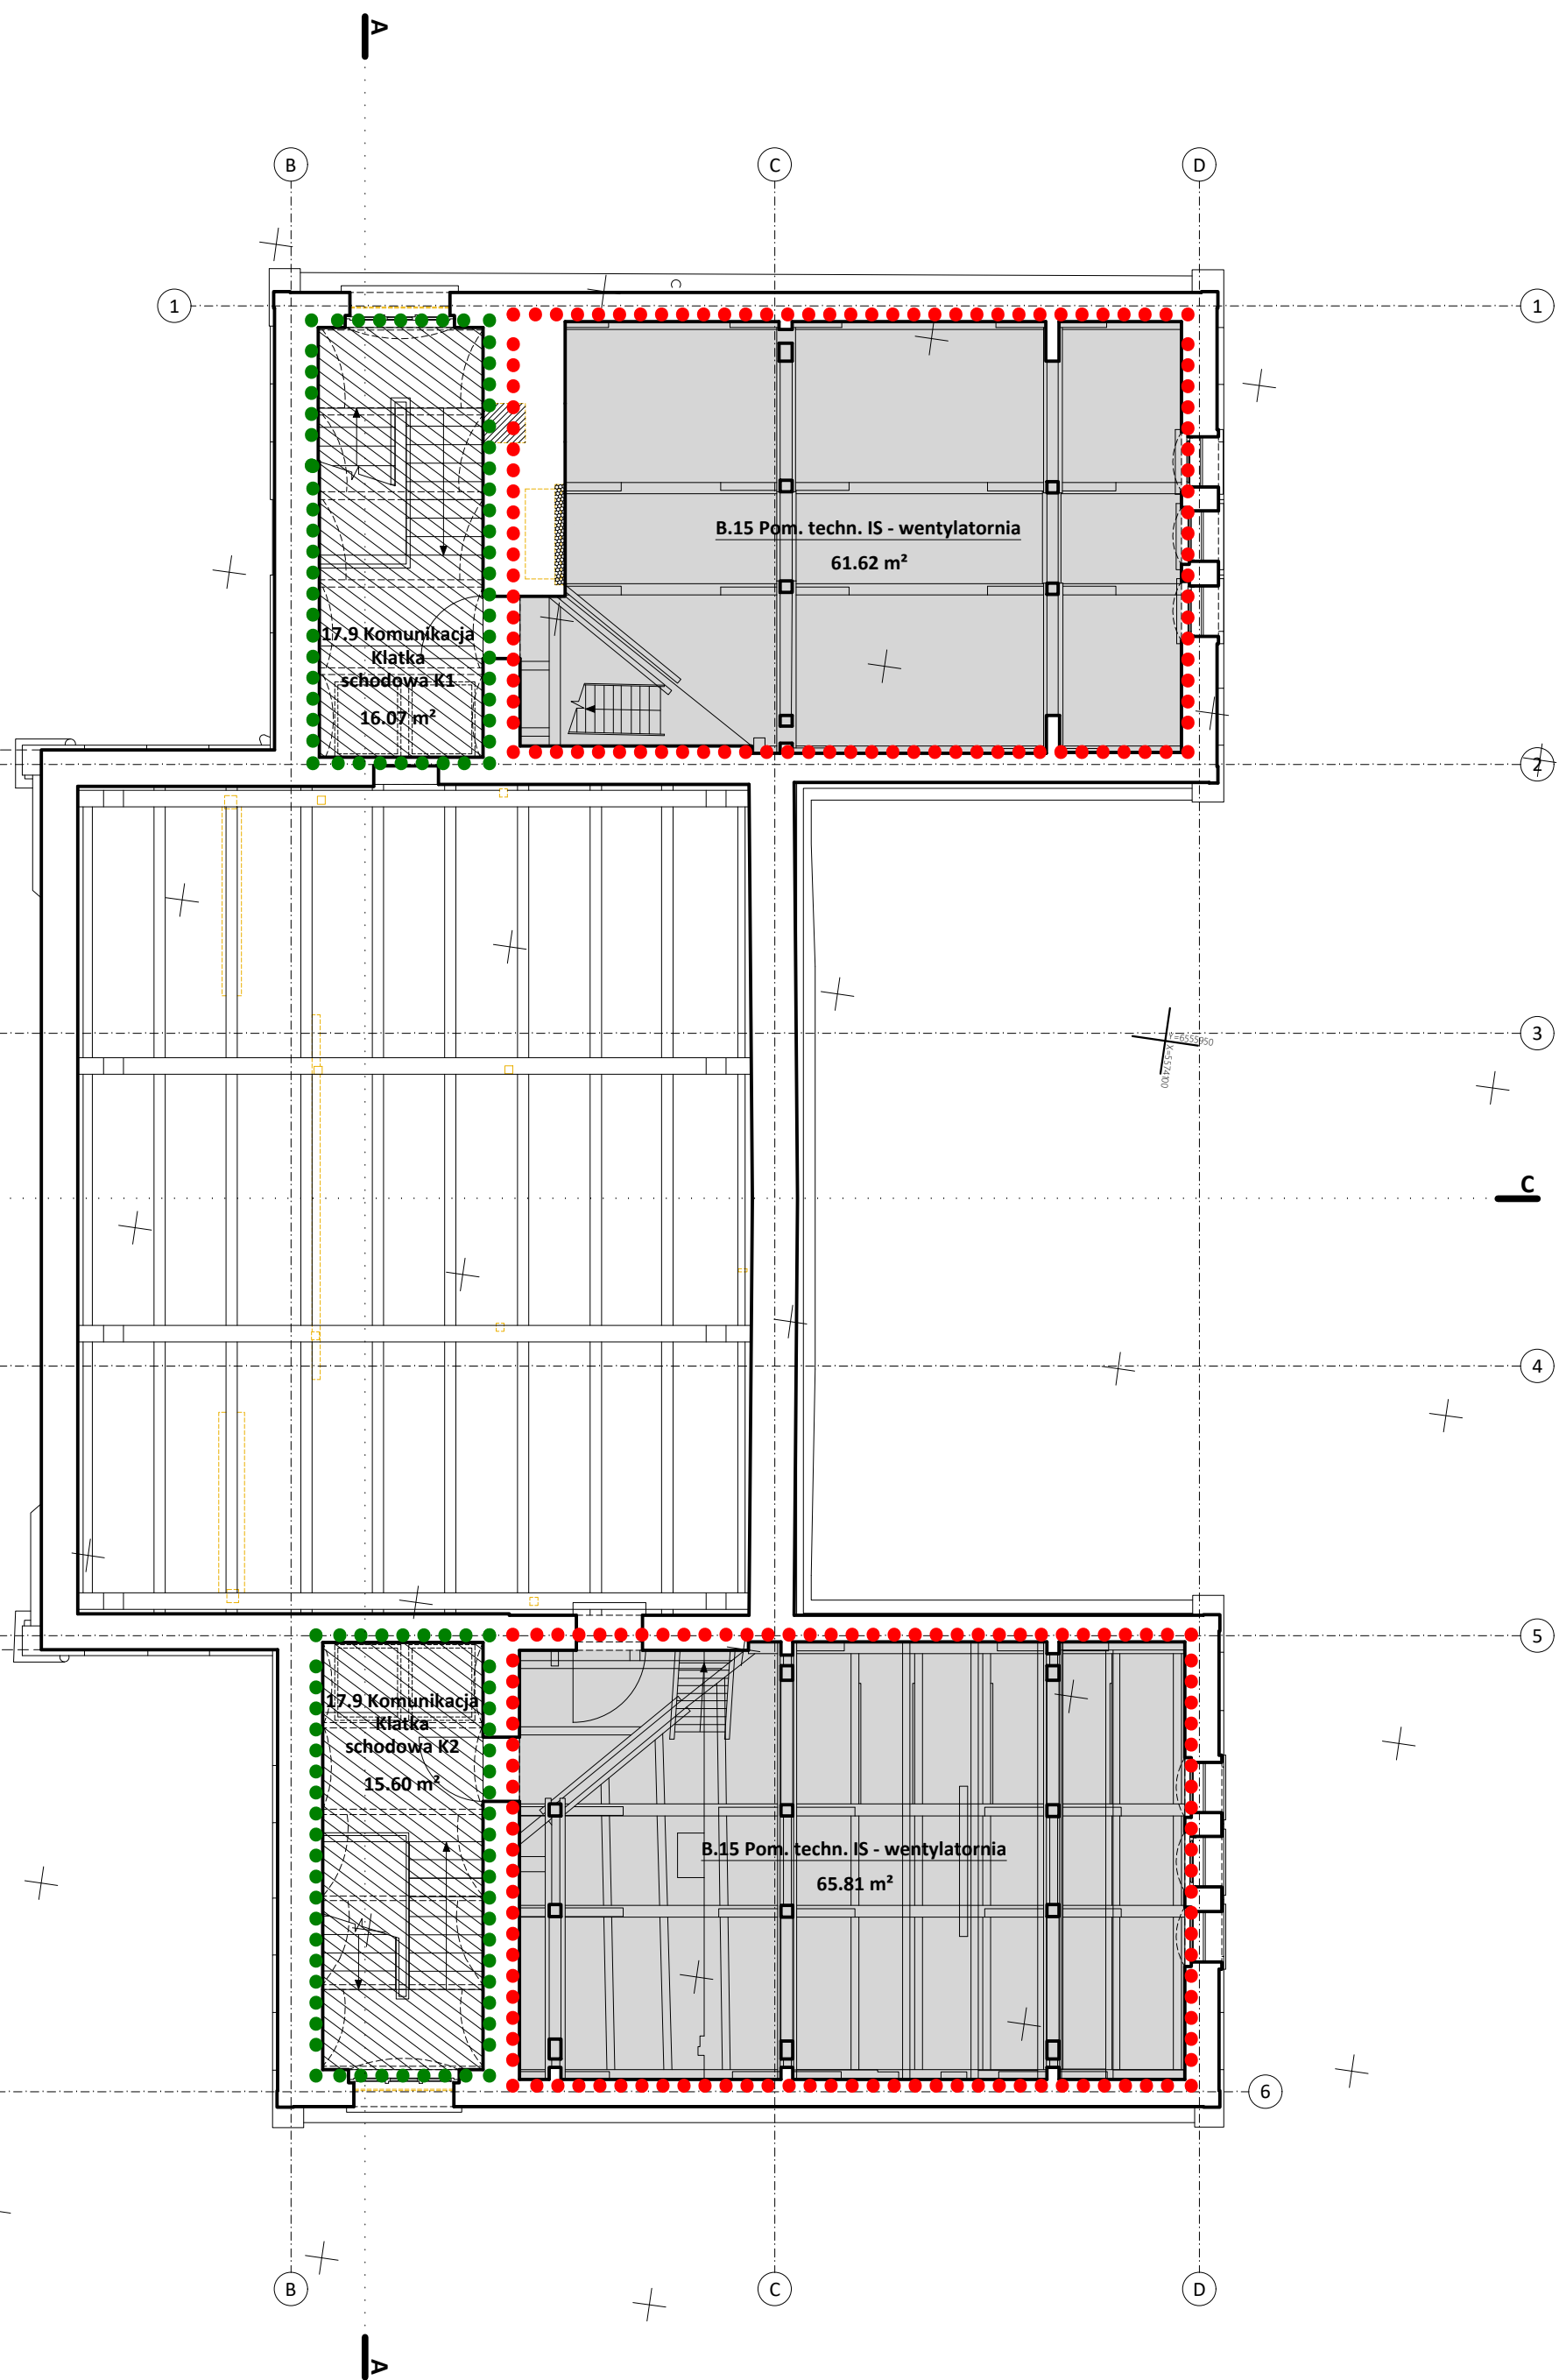 A
B
C
D
1
1
B.15 Pom. techn. IS - wentylatornia
61.62 m²
17.9 Komunikacja
Klatka
schodowa K1
16.07 m²
2
3
Y=6555950
X=5574100
C
4
5
17.9 Komunikacja
Klatka
schodowa K2
15.60 m²
B.15 Pom. techn. IS - wentylatornia
65.81 m²
6
B
C
D
A